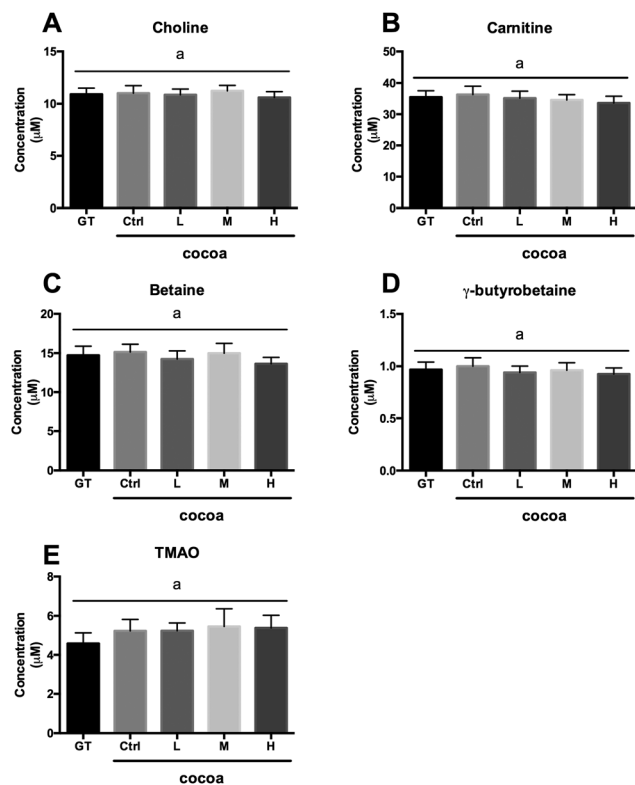 A
Choline
a
Concentration
(μM)
15
10
5
0
GT
Ctrl
L
M
H
cocoa
B
Carnitine
a
Concentration
(μM)
50
40
30
20
10
0
GT
Ctrl
L
M
H
cocoa
C
Betaine
a
Concentration
(μM)
20
15
10
5
0
GT
Ctrl
L
M
H
cocoa
D
γ-butyrobetaine
a
Concentration
(μM)
1.5
1.0
0.5
0.0
GT
Ctrl
L
M
H
cocoa
E
TMAO
a
Concentration
(μM)
8
6
4
2
0
GT
Ctrl
L
M
H
cocoa